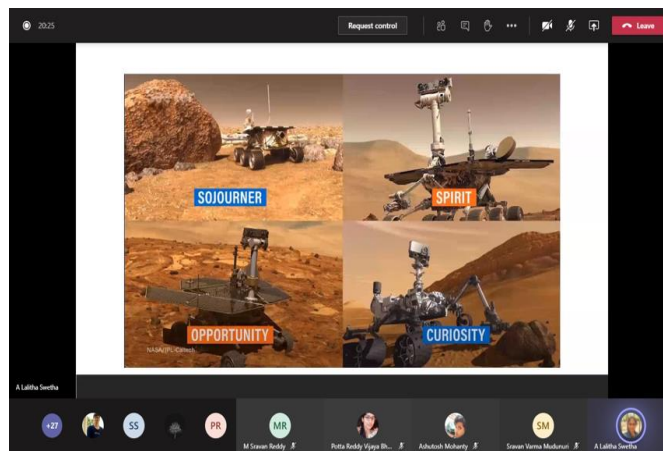 20:25
Request control
Leave
SOJOURNER
SPIRIT
OPPORTUNITY
CURIOSITY
NASA/JPL-Caltech
A Lalitha Swetha
+27
SS
PR
MR
M Sravan Reddy
Potta Reddy Vijaya Bh...
Ashutosh Mohanty
SM
Sravan Varma Mudunuri
A Lalitha Swetha